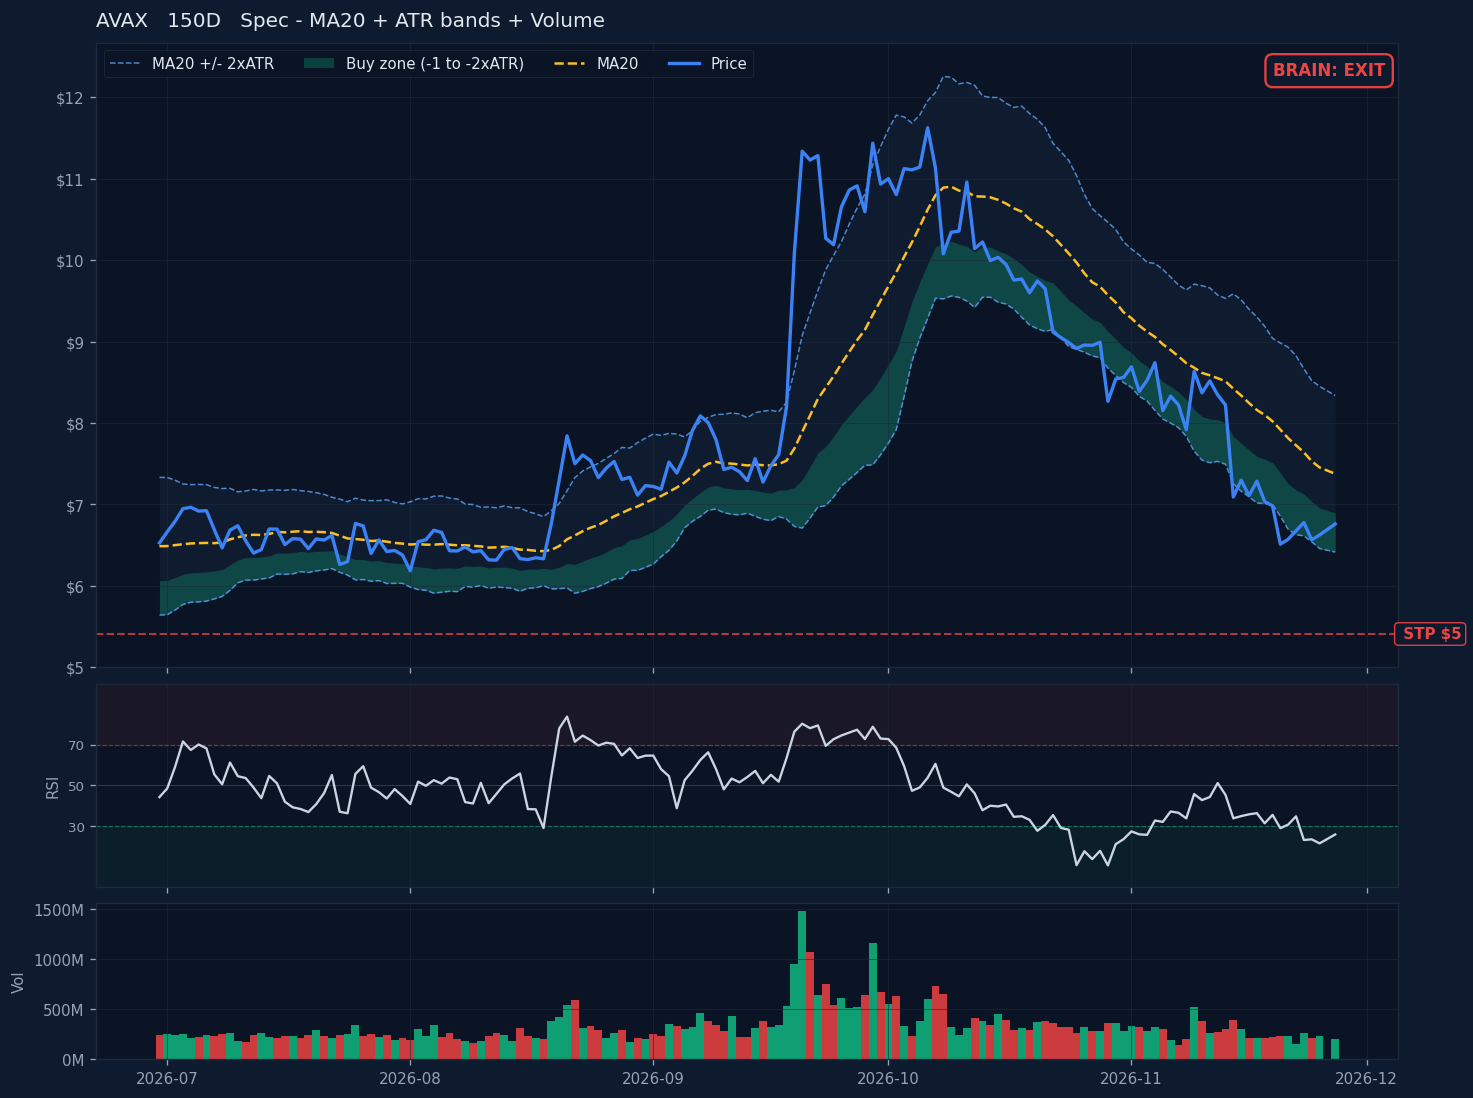 AVAX   150D   Spec - MA20 + ATR bands + Volume
MA20 +/- 2xATR
Buy zone (-1 to -2xATR)
MA20
Price
BRAIN: EXIT
$12
$11
$10
$9
$8
$7
$6
$5
STP $5
RSI
70
50
30
Vol
1500M
1000M
500M
0M
2026-07
2026-08
2026-09
2026-10
2026-11
2026-12